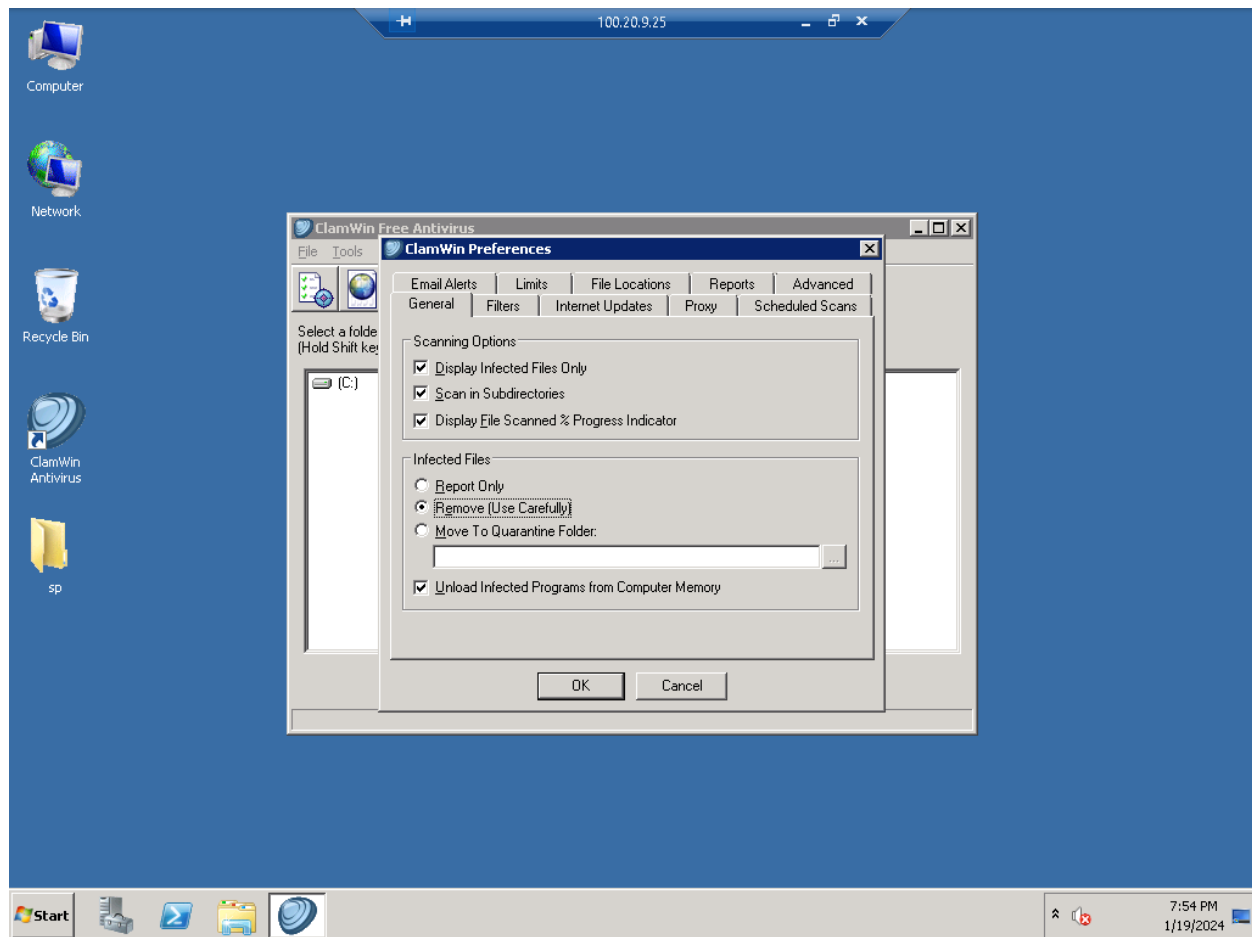 100.20.9.25
Computer
Network
Recycle Bin
ClamWin
Antivirus
sp
ClamWin Free Antivirus
File Tools
Select a folde
(Hold Shift key
(C:)
ClamWin Preferences
Email Alerts Limits File Locations Reports Advanced
General Filters Internet Updates Proxy Scheduled Scans
Scanning Options
Display Infected Files Only
Scan in Subdirectories
Display File Scanned % Progress Indicator
Infected Files
Report Only
Remove (Use Carefully)
Move To Quarantine Folder:
...
Unload Infected Programs from Computer Memory
OK Cancel
Start
7:54 PM
1/19/2024